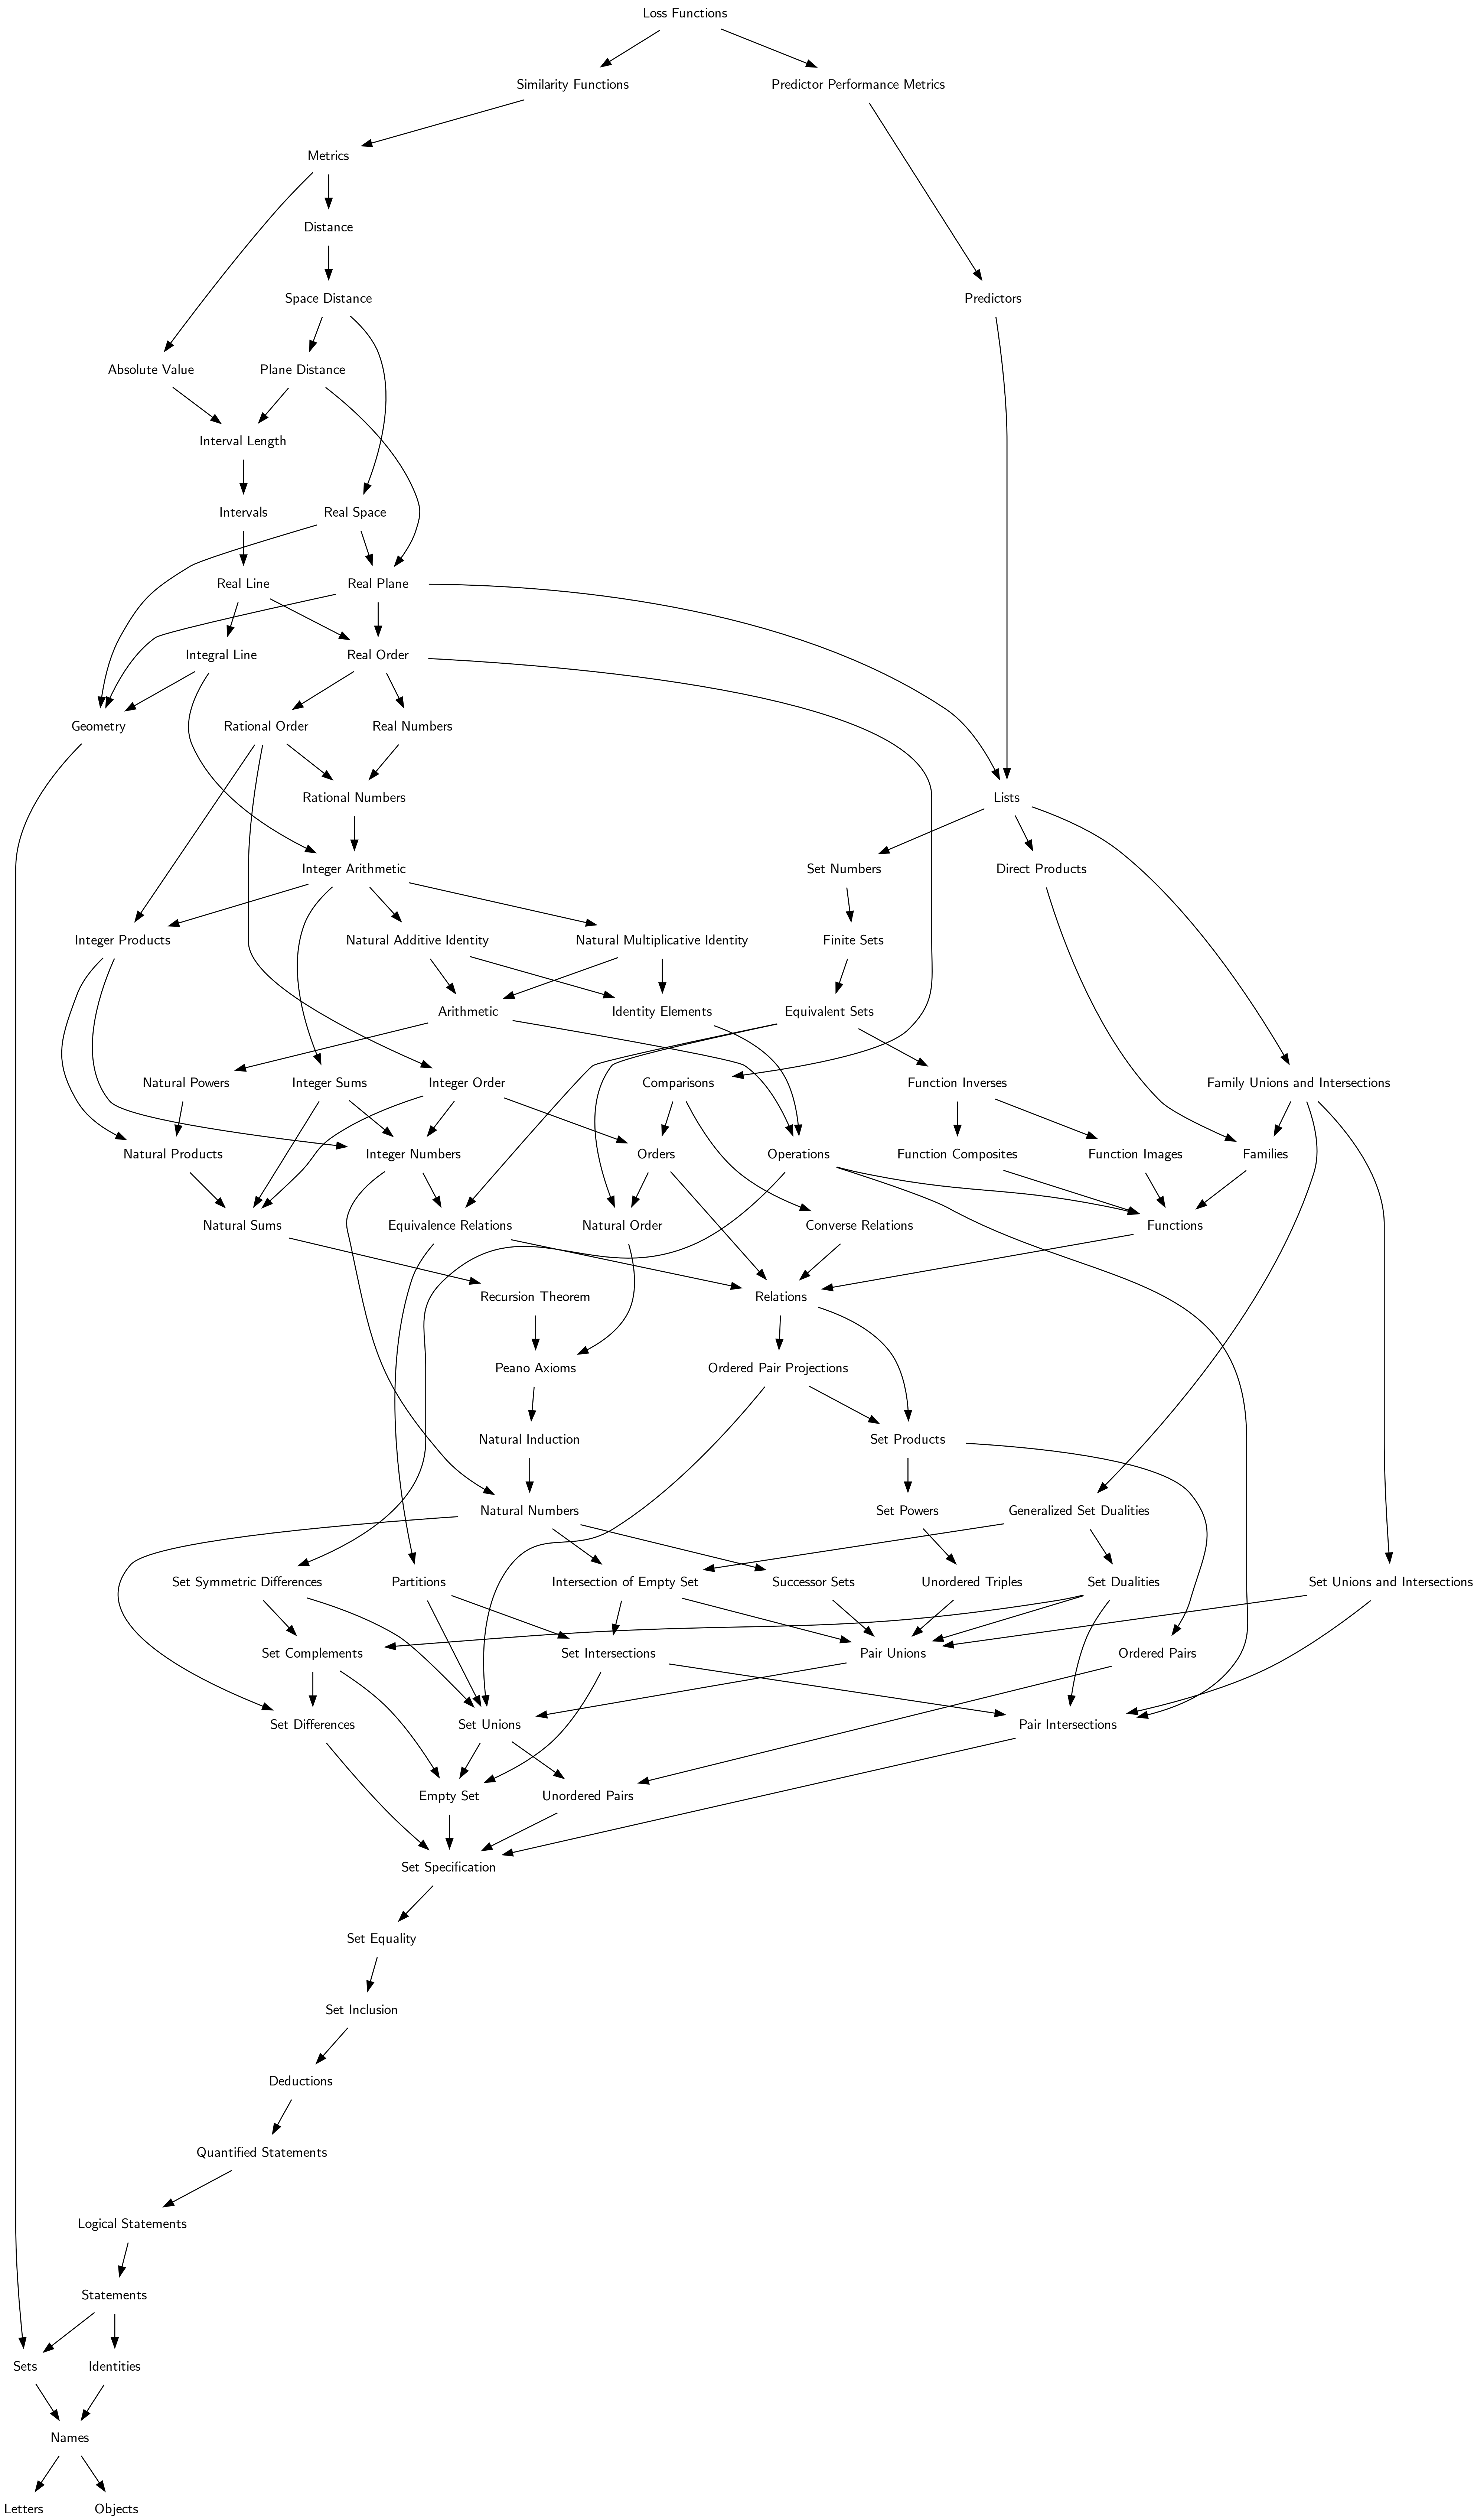 Loss Functions
Similarity Functions
Predictor Performance Metrics
Metrics
Distance
Space Distance
Predictors
Absolute Value
Plane Distance
Interval Length
Intervals
Real Space
Real Line
Real Plane
Integral Line
Real Order
Geometry
Rational Order
Real Numbers
Rational Numbers
Lists
Integer Arithmetic
Set Numbers
Direct Products
Integer Products
Natural Additive Identity
Natural Multiplicative Identity
Finite Sets
Arithmetic
Identity Elements
Equivalent Sets
Natural Powers
Integer Sums
Integer Order
Comparisons
Function Inverses
Family Unions and Intersections
Natural Products
Integer Numbers
Orders
Operations
Function Composites
Function Images
Families
Natural Sums
Equivalence Relations
Natural Order
Converse Relations
Functions
Recursion Theorem
Relations
Peano Axioms
Ordered Pair Projections
Natural Induction
Set Products
Natural Numbers
Set Powers
Generalized Set Dualities
Set Symmetric Differences
Partitions
Intersection of Empty Set
Successor Sets
Unordered Triples
Set Dualities
Set Unions and Intersections
Set Complements
Set Intersections
Pair Unions
Ordered Pairs
Set Differences
Set Unions
Pair Intersections
Empty Set
Unordered Pairs
Set Specification
Set Equality
Set Inclusion
Deductions
Quantified Statements
Logical Statements
Statements
Sets
Identities
Names
Letters
Objects